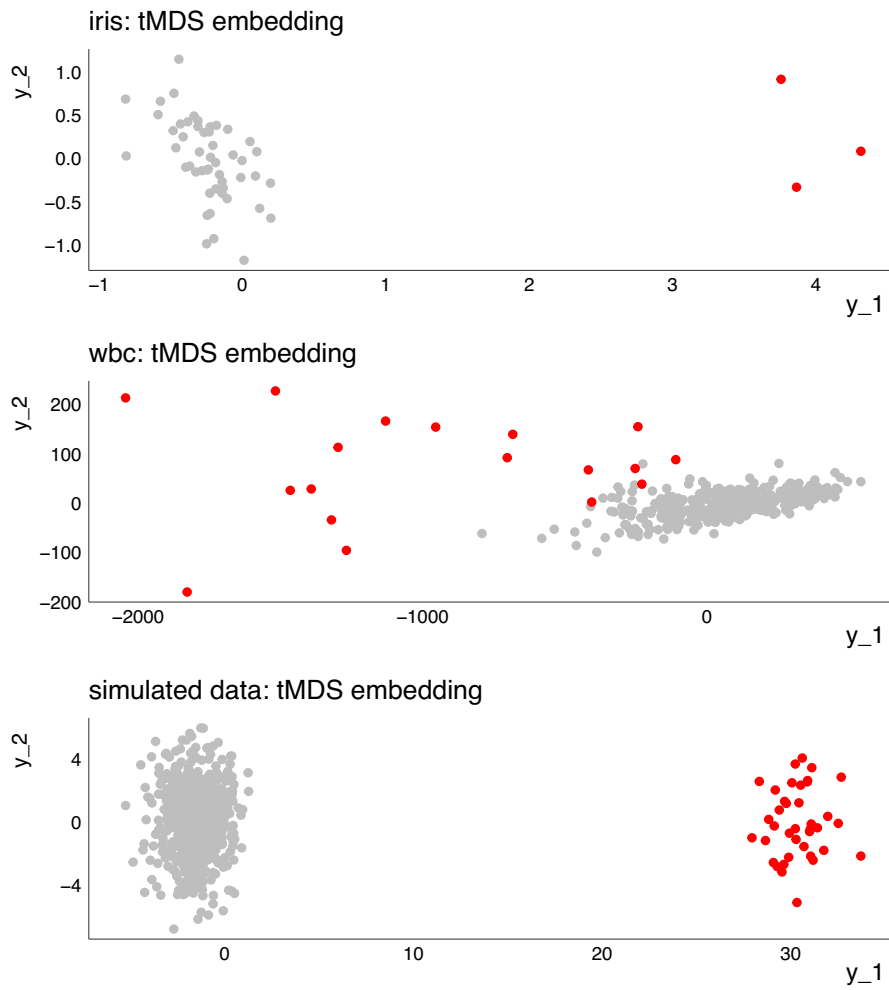 iris: tMDS embedding
y_2
1.0
0.5
0.0
−0.5
−1.0
−1 0 1 2 3 4
y_1
wbc: tMDS embedding
y_2
200
100
0
−100
−200
−2000 −1000 0
y_1
simulated data: tMDS embedding
y_2
4
0
−4
0 10 20 30
y_1